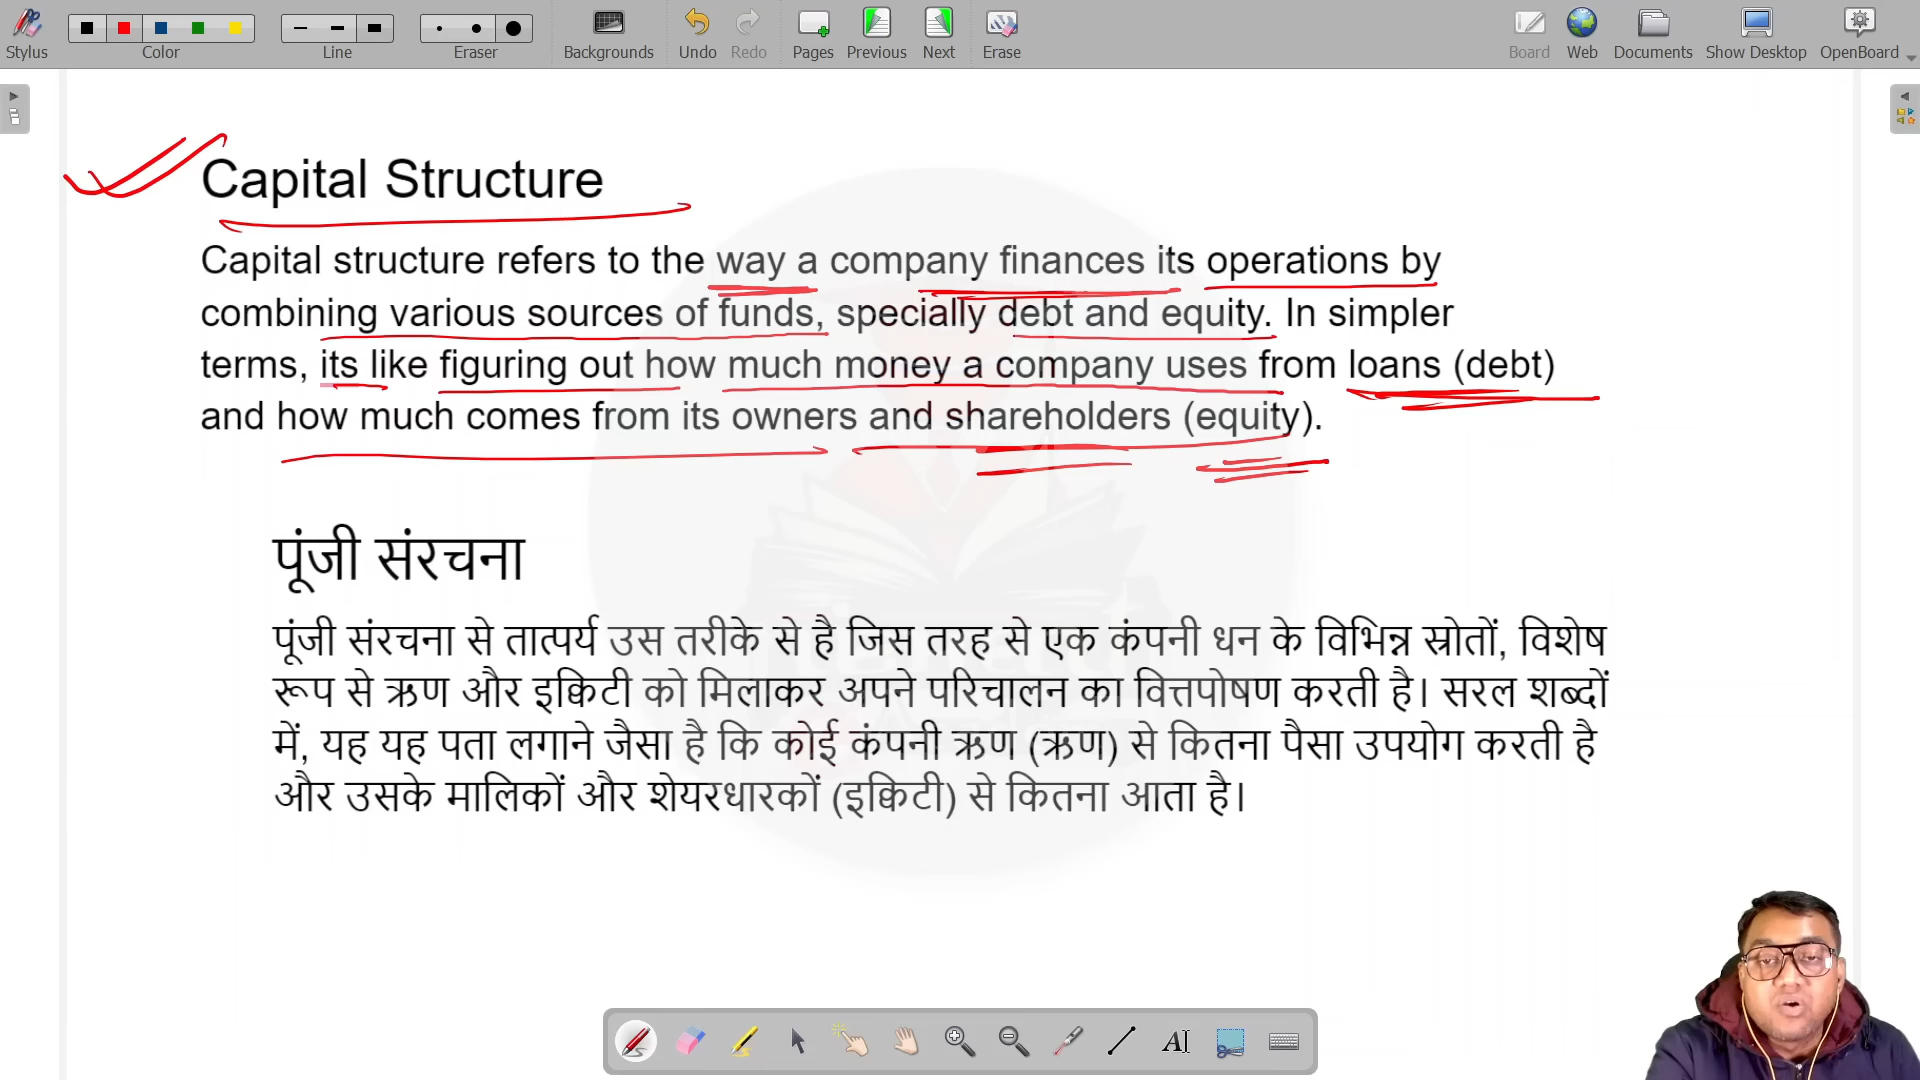 Stylus
Color
Line
Eraser
Backgrounds
Undo
Redo
Pages
Previous
Next
Erase
Board
Web
Documents
Show Desktop
OpenBoard
Capital Structure
Capital structure refers to the way a company finances its operations by
combining various sources of funds, specially debt and equity. In simpler
terms, its like figuring out how much money a company uses from loans (debt)
and how much comes from its owners and shareholders (equity).
पूंजी संरचना
पूंजी संरचना से तात्पर्य उस तरीके से है जिस तरह से एक कंपनी धन के विभिन्न स्रोतों, विशेष
रूप से ऋण और इक्विटी को मिलाकर अपने परिचालन का वित्तपोषण करती है। सरल शब्दों
में, यह यह पता लगाने जैसा है कि कोई कंपनी ऋण (ऋण) से कितना पैसा उपयोग करती है
और उसके मालिकों और शेयरधारकों (इक्विटी) से कितना आता है।